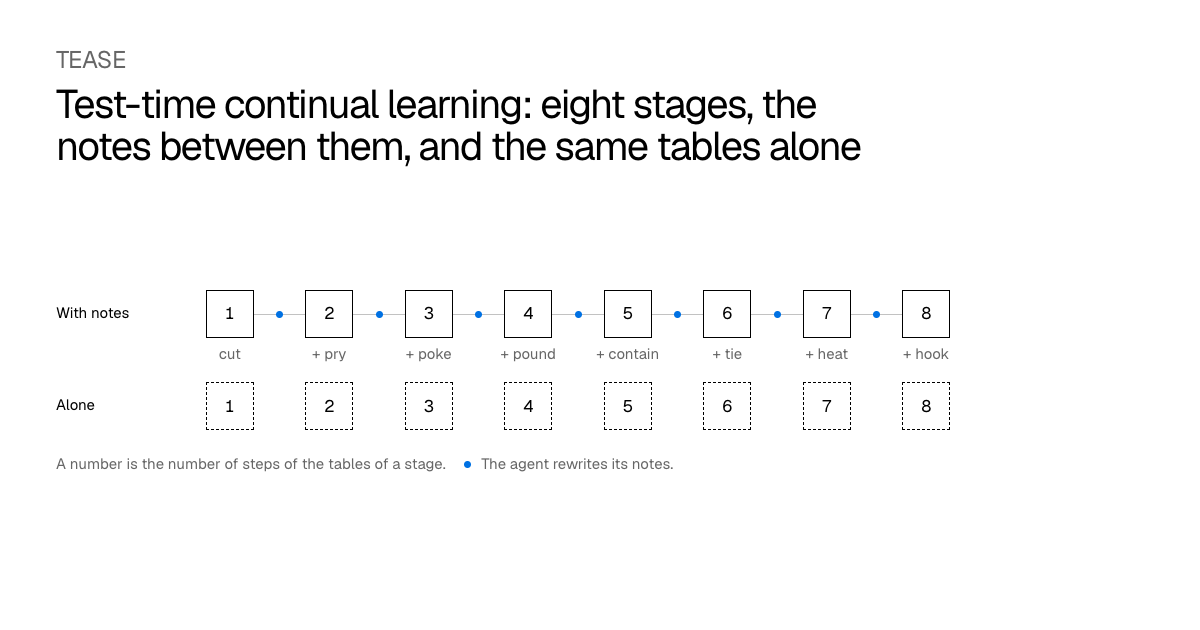 TEASE
Test-time continual learning: eight stages, the
notes between them, and the same tables alone
With notes 1 2 3 4 5 6 7 8
cut + pry + poke + pound + contain + tie + heat + hook
Alone 1 2 3 4 5 6 7 8
A number is the number of steps of the tables of a stage. The agent rewrites its notes.